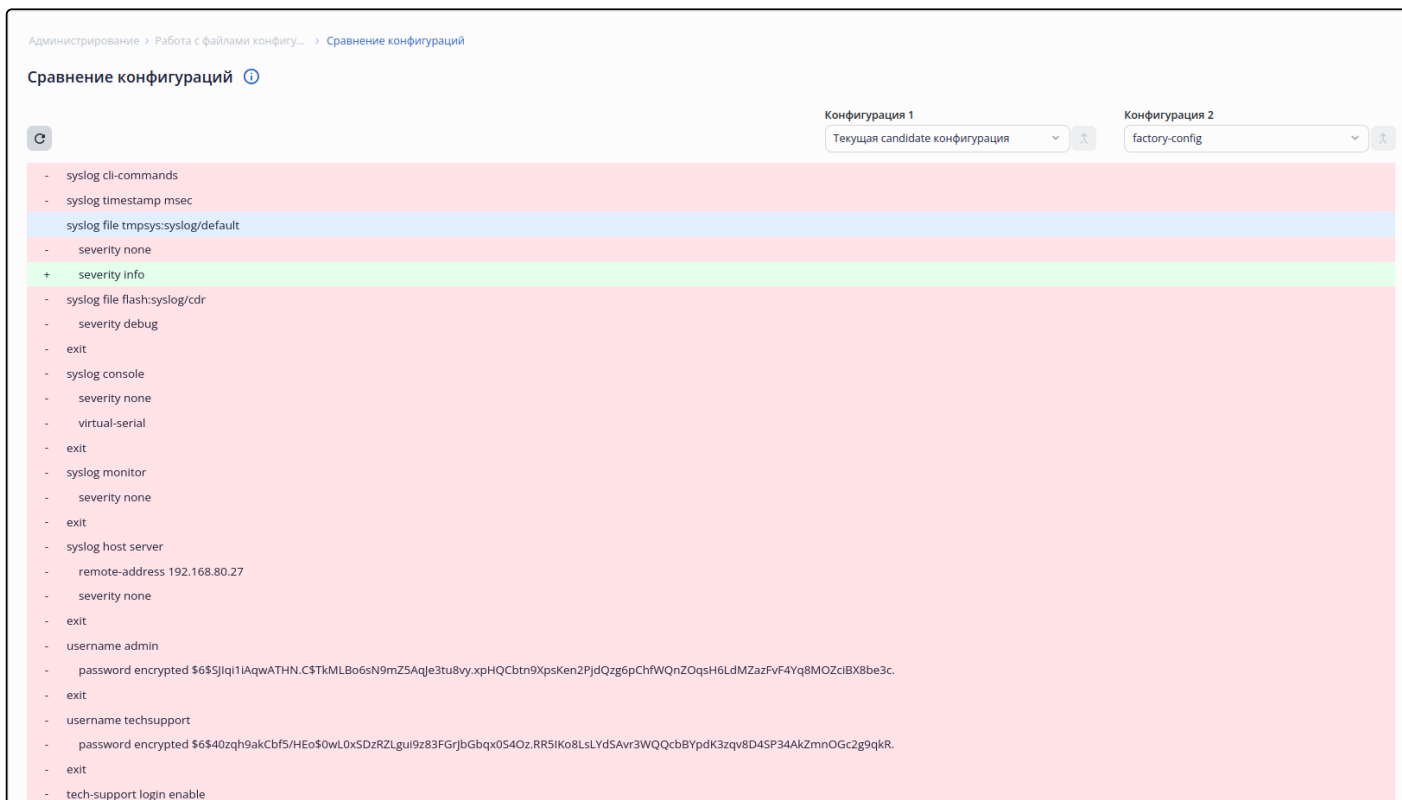 Администрирование › Работа с файлами конфигу... › Сравнение конфигураций
Сравнение конфигураций
Конфигурация 1 Конфигурация 2
Текущая candidate конфигурация factory-config
- syslog cli-commands
- syslog timestamp msec
syslog file tmpsys:syslog/default
- severity none
+ severity info
- syslog file flash:syslog/cdr
- severity debug
- exit
- syslog console
- severity none
- virtual-serial
- exit
- syslog monitor
- severity none
- exit
- syslog host server
- remote-address 192.168.80.27
- severity none
- exit
- username admin
- password encrypted $6$SJIqi1iAqwATHN.C$TkMLBo6sN9mZ5AqJe3tu8vy.xpHQCbtn9XpsKen2PjdQzg6pChfWQnZOqsH6LdMZazFvF4Yq8MOZciBX8be3c.
- exit
- username techsupport
- password encrypted $6$40zqh9akCbf5/HEo$0wL0xSDzRZLgui9z83FGrJbGbqx0S4Oz.RR5IKo8LsLYdSAvr3WQQcbBYpdK3zqv8D4SP34AkZmnOGc2g9qkR.
- exit
- tech-support login enable